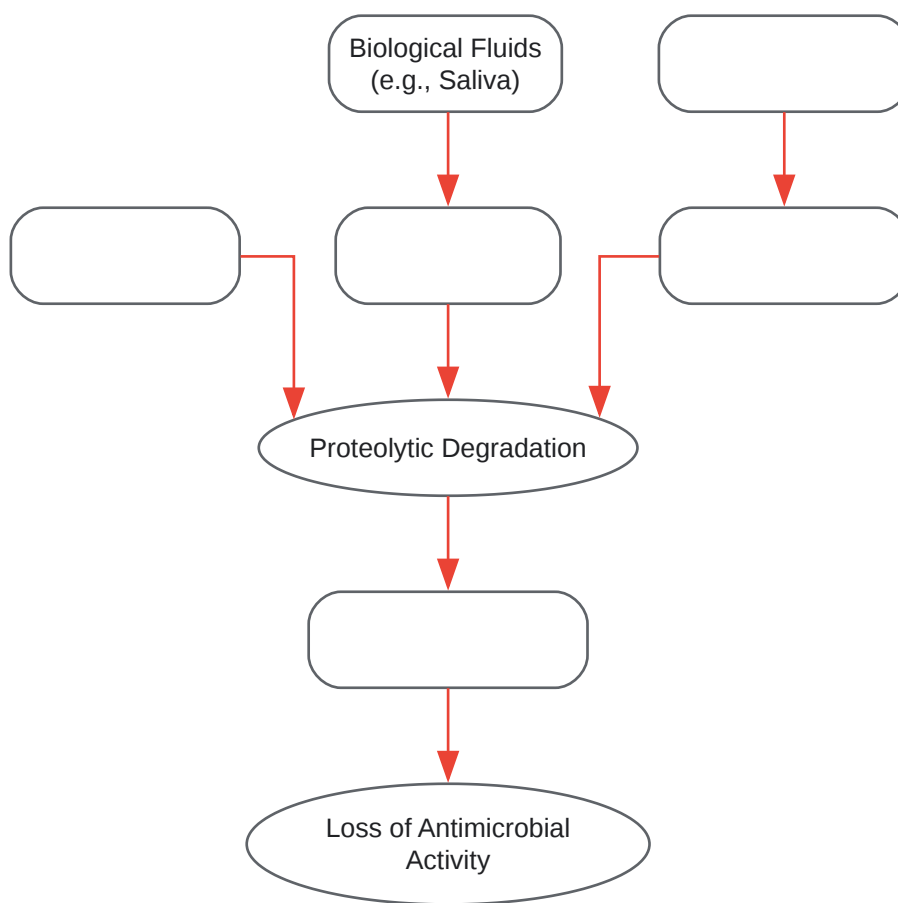 Biological Fluids
(e.g., Saliva)
Proteolytic Degradation
Loss of Antimicrobial
Activity